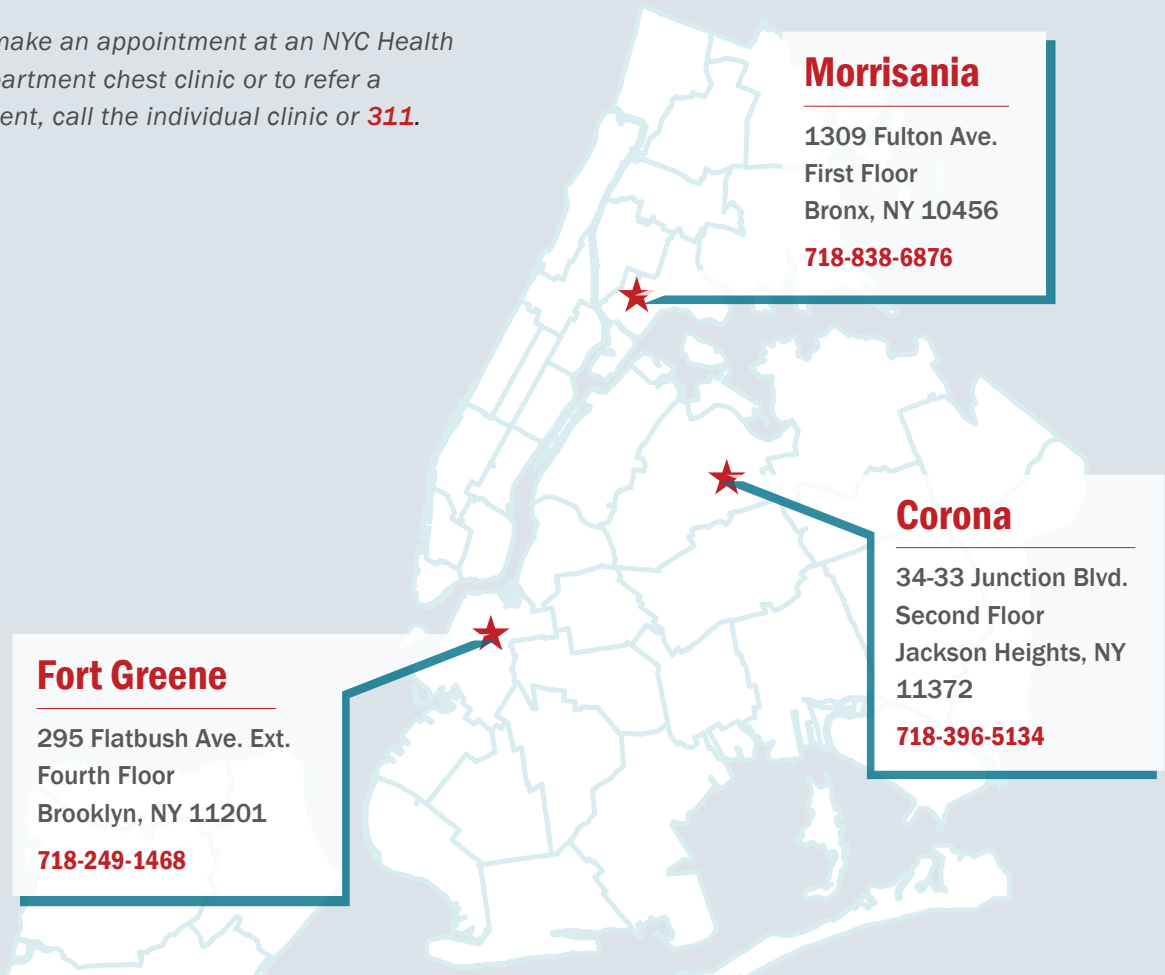 make an appointment at an NYC Health
partment chest clinic or to refer a
ent, call the individual clinic or 311.
Morrisania
1309 Fulton Ave.
First Floor
Bronx, NY 10456
718-838-6876
Corona
34-33 Junction Blvd.
Second Floor
Jackson Heights, NY
11372
718-396-5134
Fort Greene
295 Flatbush Ave. Ext.
Fourth Floor
Brooklyn, NY 11201
718-249-1468